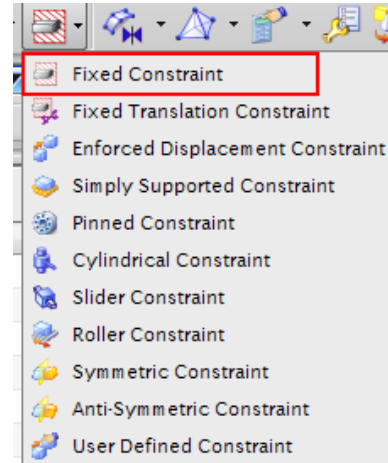 Fixed Constraint
Fixed Translation Constraint
Enforced Displacement Constraint
Simply Supported Constraint
Pinned Constraint
Cylindrical Constraint
Slider Constraint
Roller Constraint
Symmetric Constraint
Anti-Symmetric Constraint
User Defined Constraint